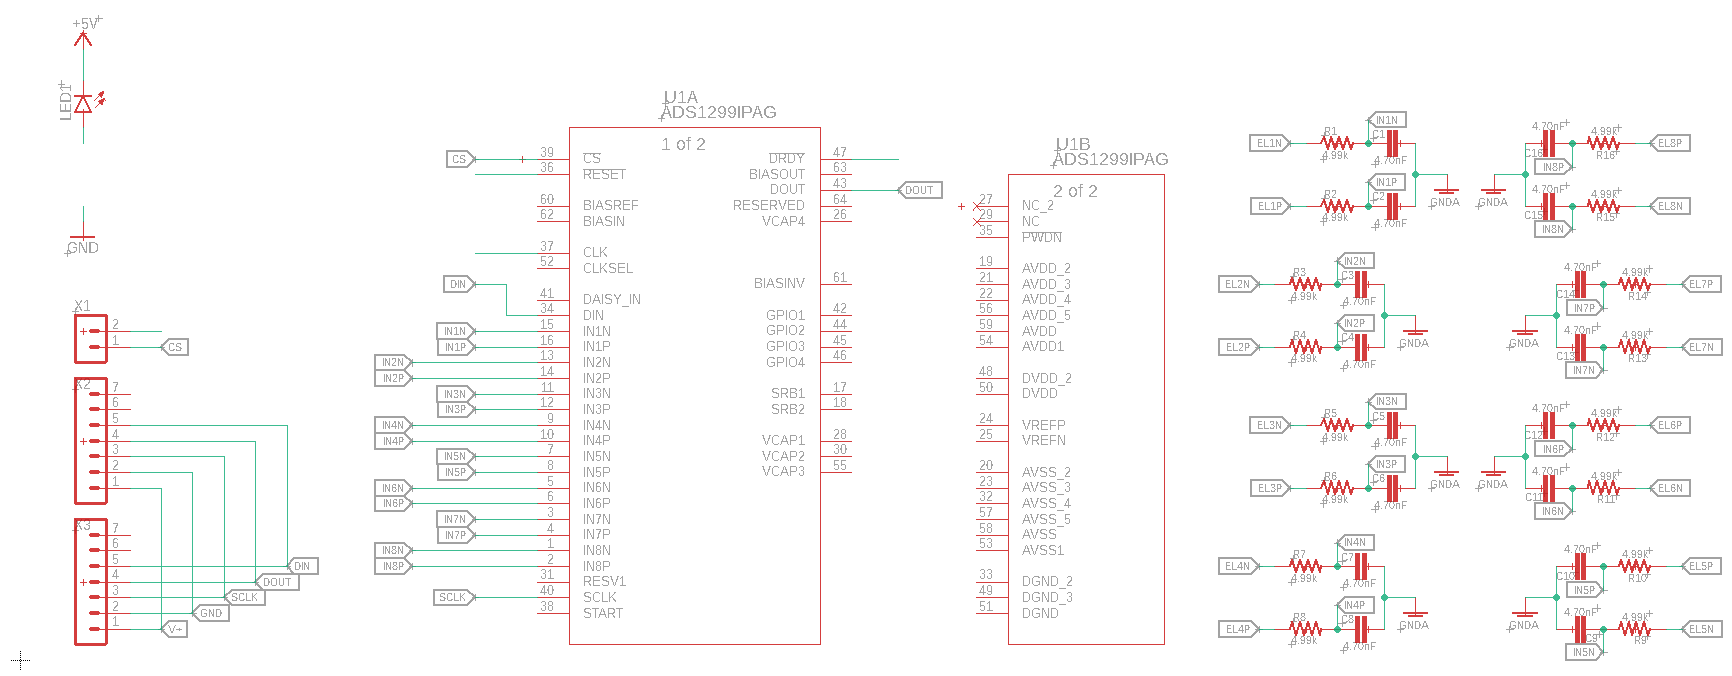 +5V
LED1
GND
X1
2
1
CS
X2
7
6
5
4
3
2
1
X3
7
6
5
4
3
2
1
DIN
DOUT
SCLK
GND
V+
U1A
ADS1299IPAG
1 of 2
CS
39 CS
36 RESET
60 BIASREF
62 BIASIN
37 CLK
52 CLKSEL
DIN
41 DAISY_IN
34 DIN
IN1N 15 IN1N
IN1P 16 IN1P
IN2N 13 IN2N
IN2P 14 IN2P
IN3N 11 IN3N
IN3P 12 IN3P
IN4N 9 IN4N
IN4P 10 IN4P
IN5N 7 IN5N
IN5P 8 IN5P
IN6N 5 IN6N
IN6P 6 IN6P
IN7N 3 IN7N
IN7P 4 IN7P
IN8N 1 IN8N
IN8P 2 IN8P
31 RESV1
SCLK 40 SCLK
38 START
DRDY 47
BIASOUT 63
DOUT 43 DOUT
RESERVED 64
VCAP4 26
BIASINV 61
GPIO1 42
GPIO2 44
GPIO3 45
GPIO4 46
SRB1 17
SRB2 18
VCAP1 28
VCAP2 30
VCAP3 55
U1B
ADS1299IPAG
2 of 2
27 NC_2
29 NC
35 PWDN
19 AVDD_2
21 AVDD_3
22 AVDD_4
56 AVDD_5
59 AVDD
54 AVDD1
48 DVDD_2
50 DVDD
24 VREFP
25 VREFN
20 AVSS_2
23 AVSS_3
32 AVSS_4
57 AVSS_5
58 AVSS
53 AVSS1
33 DGND_2
49 DGND_3
51 DGND
IN1N
EL1N R1 4.99k C1 4.70nF
IN1P
EL1P R2 4.99k C2 4.70nF
GNDA
IN2N
EL2N R3 4.99k C3 4.70nF
IN2P
EL2P R4 4.99k C4 4.70nF
GNDA
IN3N
EL3N R5 4.99k C5 4.70nF
IN3P
EL3P R6 4.99k C6 4.70nF
GNDA
IN4N
EL4N R7 4.99k C7 4.70nF
IN4P
EL4P R8 4.99k C8 4.70nF
GNDA
4.70nF C16 4.99k R16 EL8P
IN8P
GNDA
4.70nF C15 4.99k R15 EL8N
IN8N
4.70nF C14 4.99k R14 EL7P
IN7P
GNDA
4.70nF C13 4.99k R13 EL7N
IN7N
4.70nF C12 4.99k R12 EL6P
IN6P
GNDA
4.70nF C11 4.99k R11 EL6N
IN6N
4.70nF C10 4.99k R10 EL5P
IN5P
GNDA
4.70nF C9 4.99k R9 EL5N
IN5N